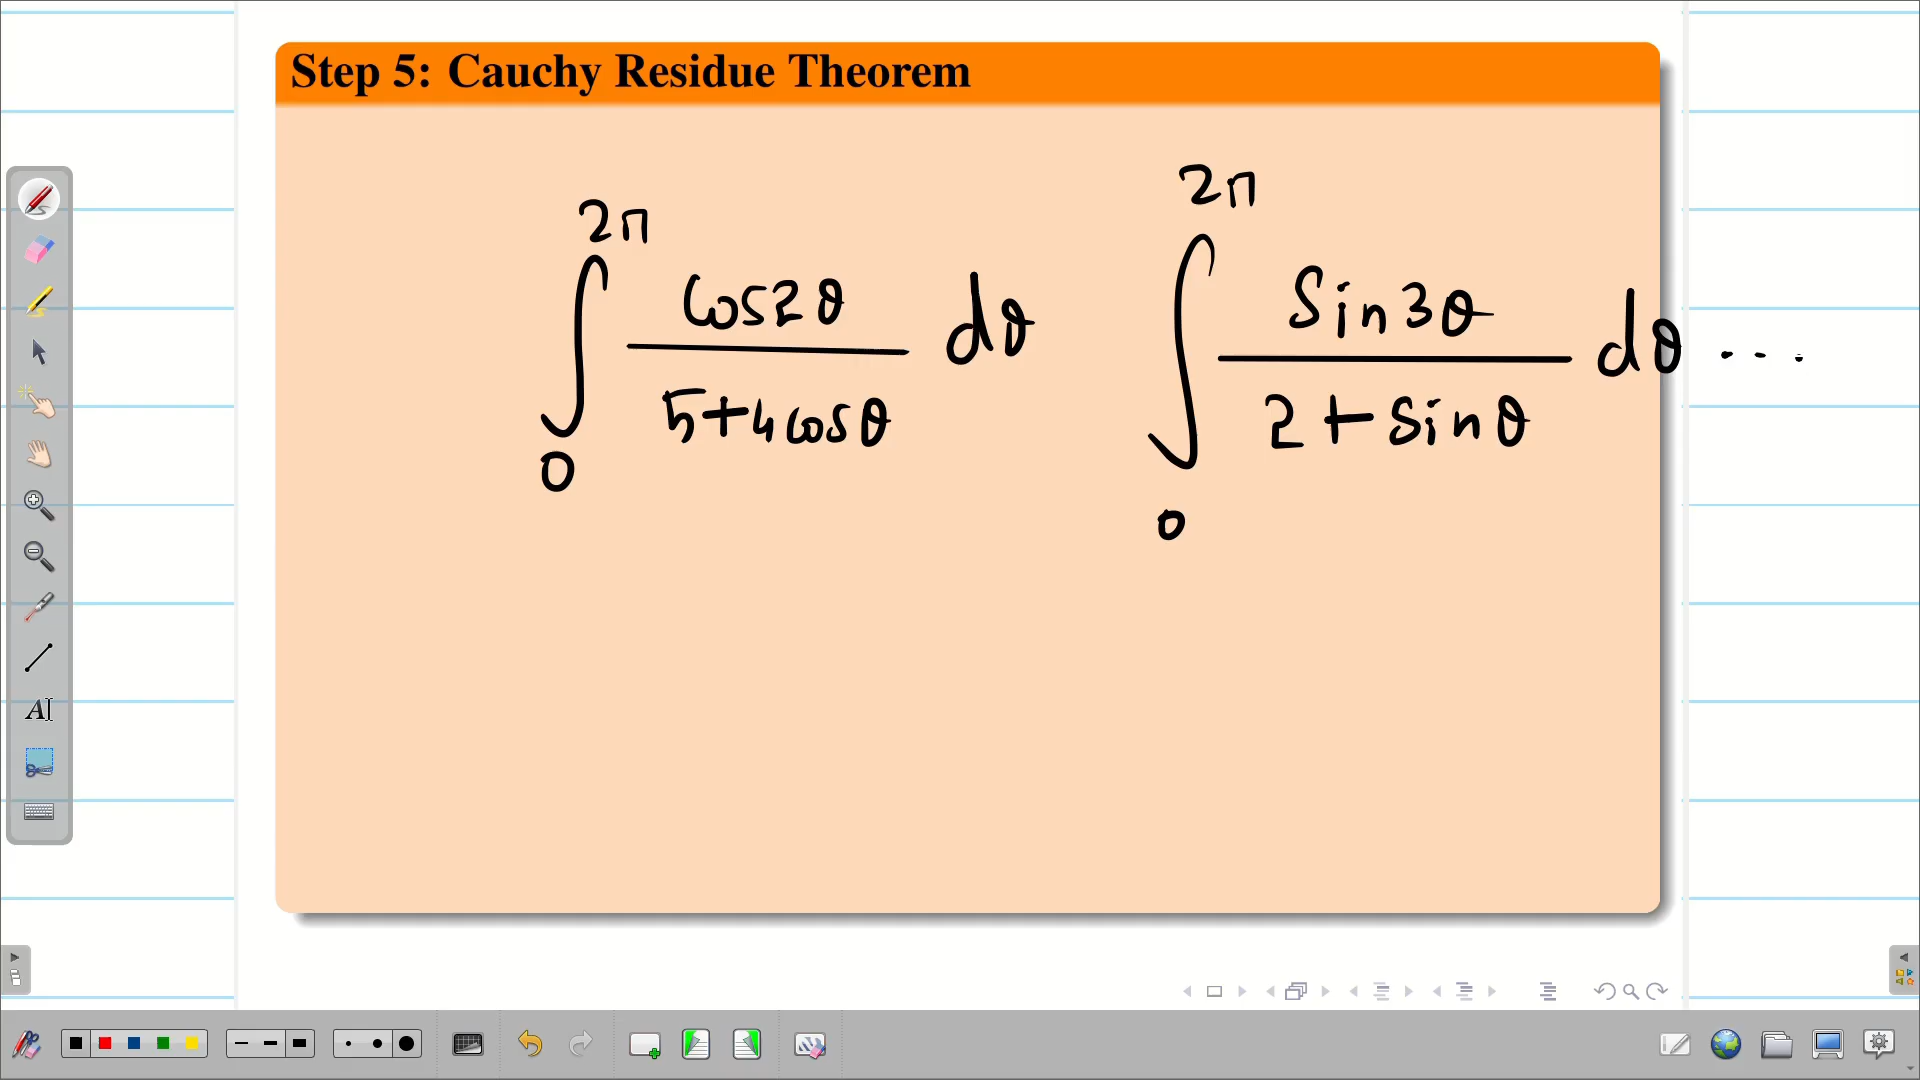 Step 5: Cauchy Residue Theorem
∫₀^2π cos2θ / (5+4cosθ) dθ   ∫₀^2π Sin3θ / (2+sinθ) dθ ...